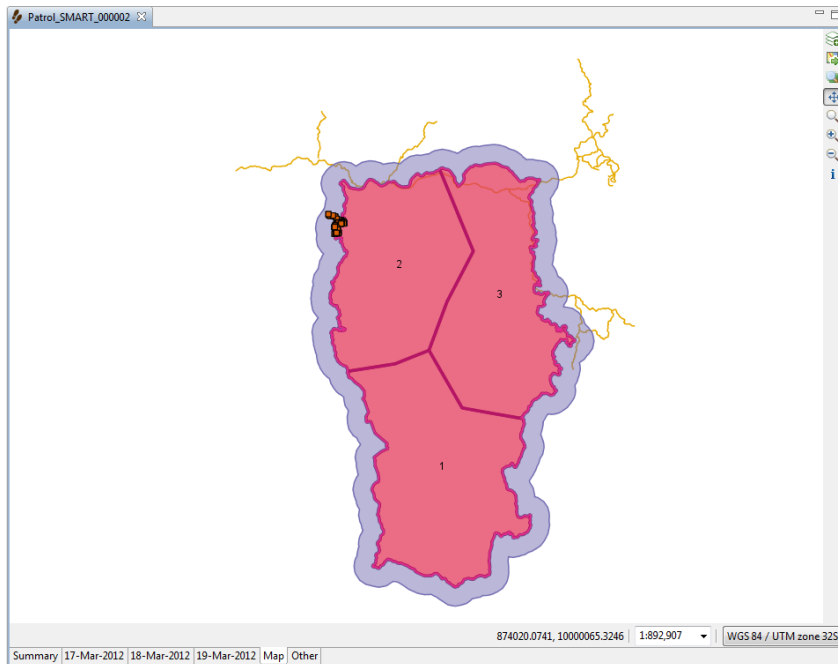 Patrol_SMART_000002
2
3
1
874020.0741, 10000065.3246 1:892,907 WGS 84 / UTM zone 32S
Summary 17-Mar-2012 18-Mar-2012 19-Mar-2012 Map Other